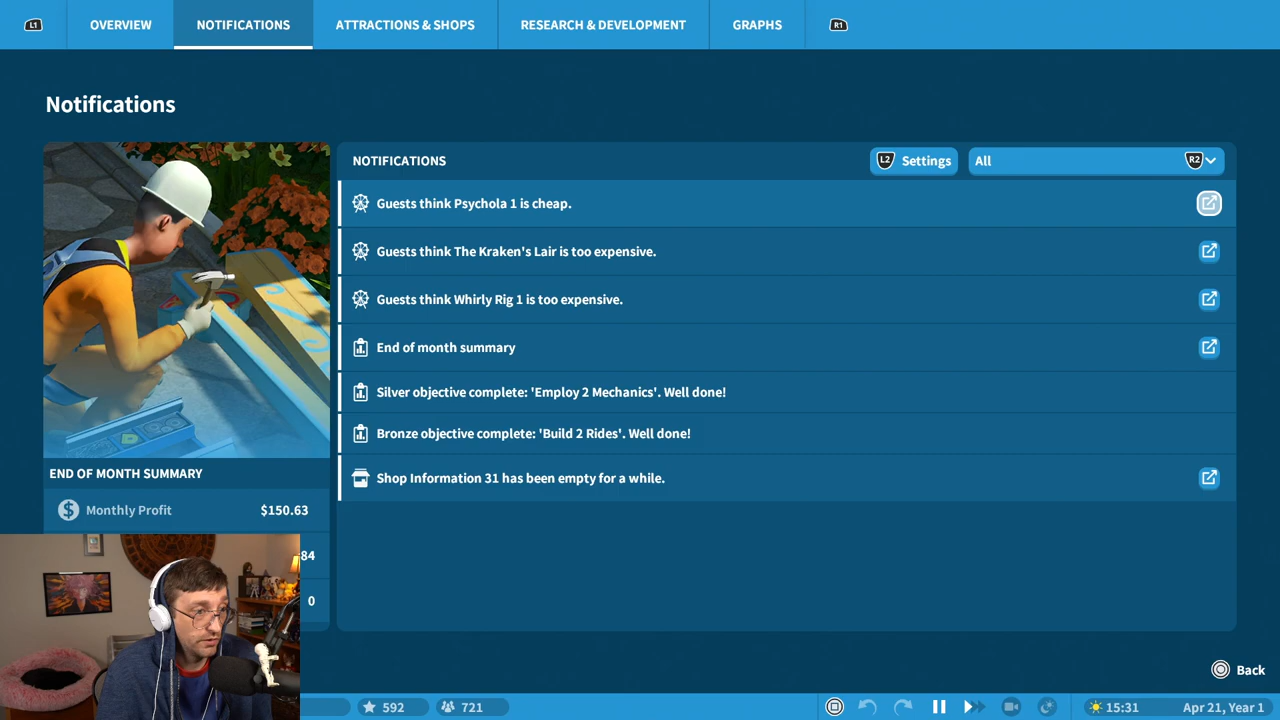 L1
OVERVIEW
NOTIFICATIONS
ATTRACTIONS & SHOPS
RESEARCH & DEVELOPMENT
GRAPHS
R1
Notifications
NOTIFICATIONS
L2 Settings
All R2
Guests think Psychola 1 is cheap.
Guests think The Kraken's Lair is too expensive.
Guests think Whirly Rig 1 is too expensive.
End of month summary
Silver objective complete: 'Employ 2 Mechanics'. Well done!
Bronze objective complete: 'Build 2 Rides'. Well done!
Shop Information 31 has been empty for a while.
END OF MONTH SUMMARY
Monthly Profit $150.63
84
0
Back
592
721
15:31
Apr 21, Year 1